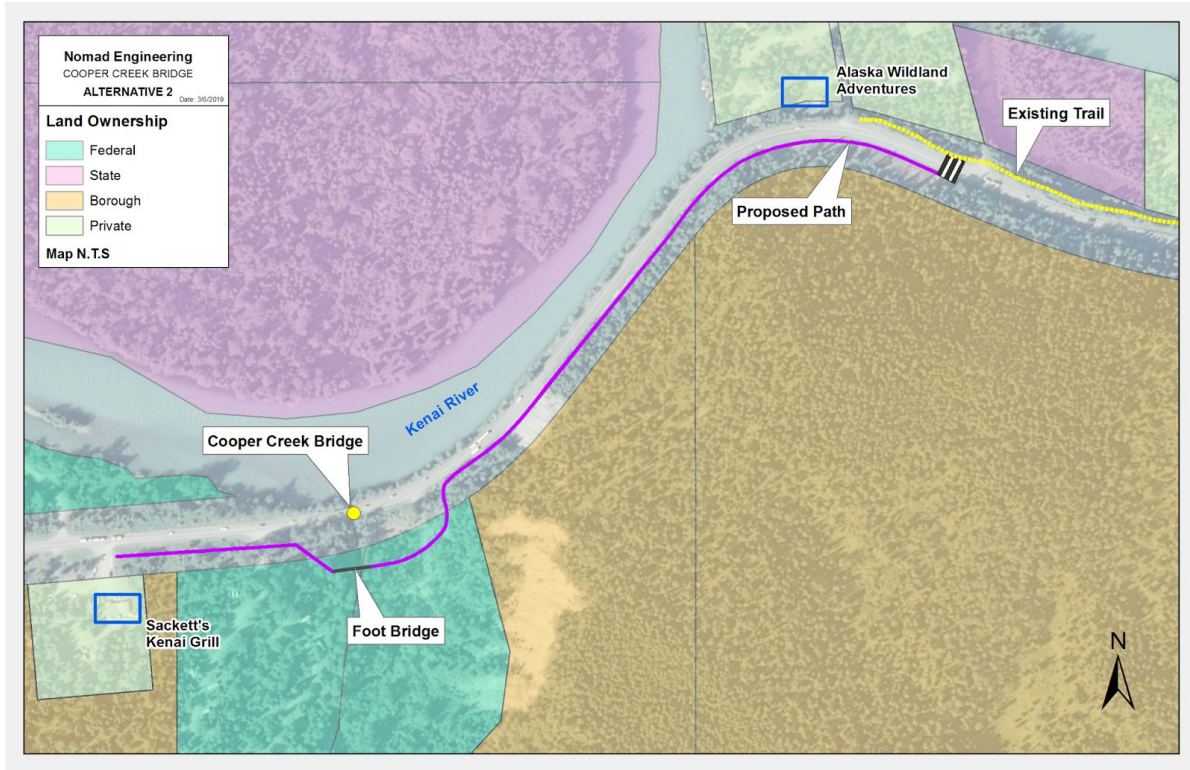 Nomad Engineering
COOPER CREEK BRIDGE
ALTERNATIVE 2
Date: 3/6/2019
Land Ownership
Federal
State
Borough
Private
Map N.T.S
Alaska Wildland
Adventures
Existing Trail
Proposed Path
Kenai River
Cooper Creek Bridge
Foot Bridge
Sackett's
Kenai Grill
N